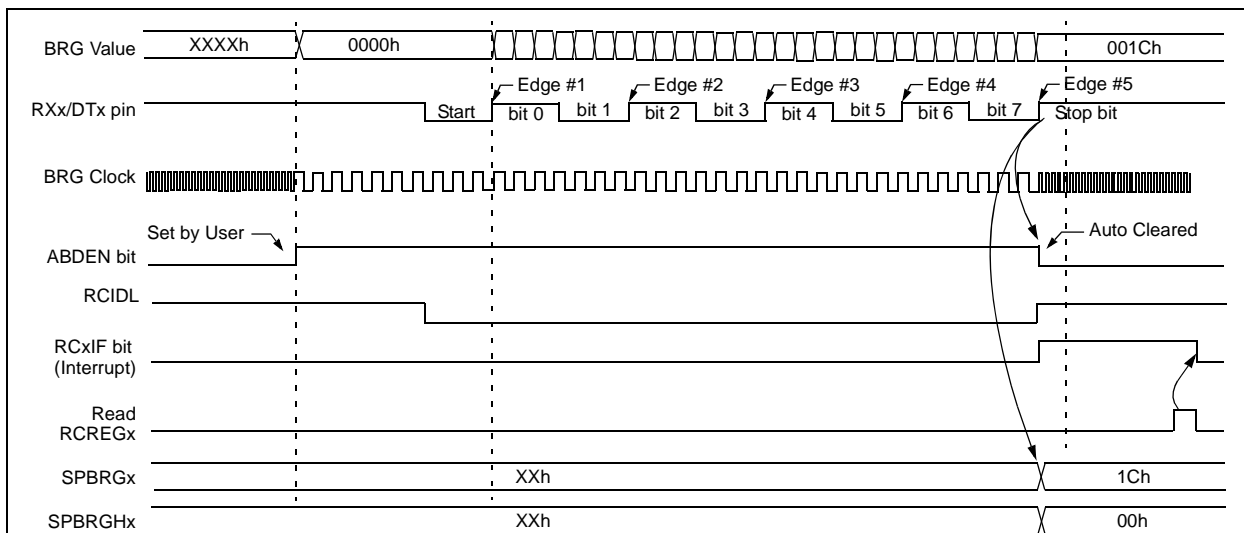 BRG Value XXXXh 0000h 001Ch
Edge #1 Edge #2 Edge #3 Edge #4 Edge #5
RXx/DTx pin Start bit 0 bit 1 bit 2 bit 3 bit 4 bit 5 bit 6 bit 7 Stop bit
BRG Clock
Set by User Auto Cleared
ABDEN bit
RCIDL
RCxIF bit
(Interrupt)
Read
RCREGx
SPBRGx XXh 1Ch
SPBRGHx XXh 00h